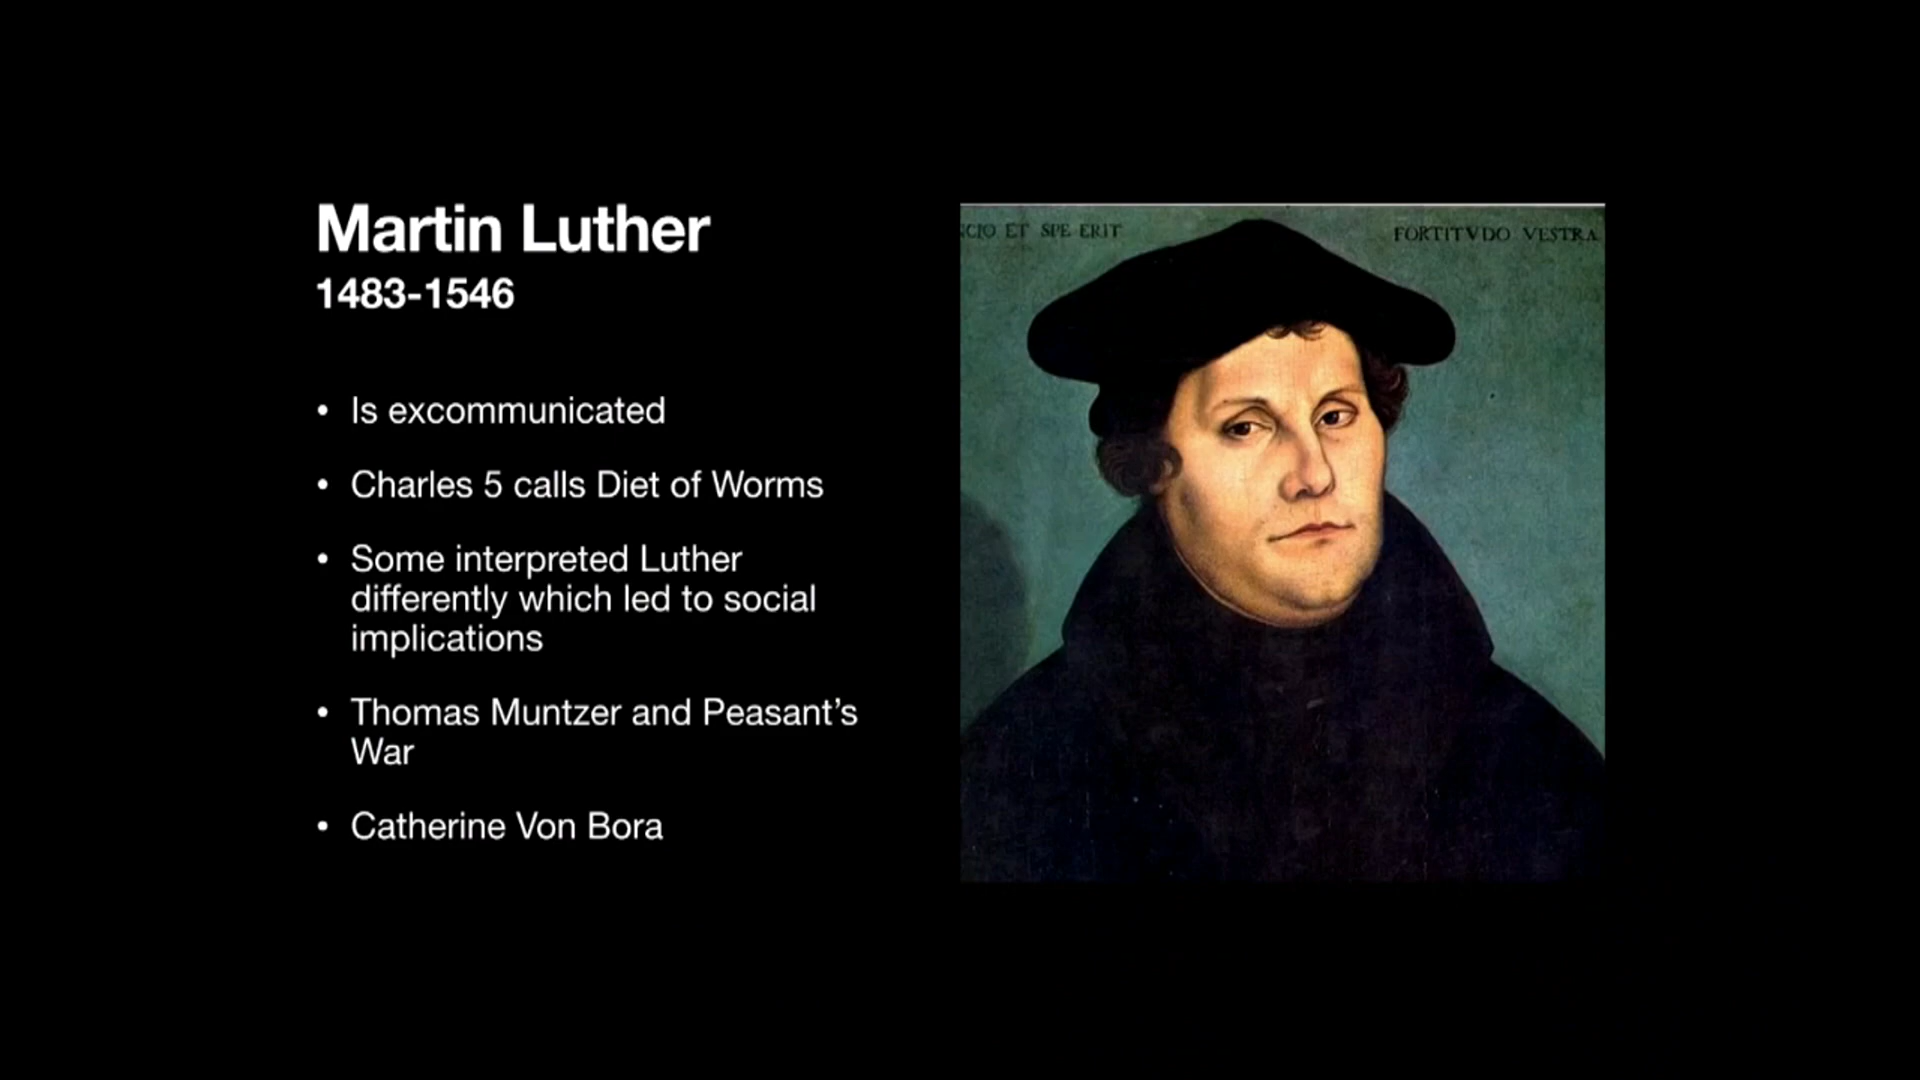 Martin Luther
1483-1546
• Is excommunicated
• Charles 5 calls Diet of Worms
• Some interpreted Luther
differently which led to social
implications
• Thomas Muntzer and Peasant’s
War
• Catherine Von Bora
ET SPE ERIT
FORTITVDO VESTRA